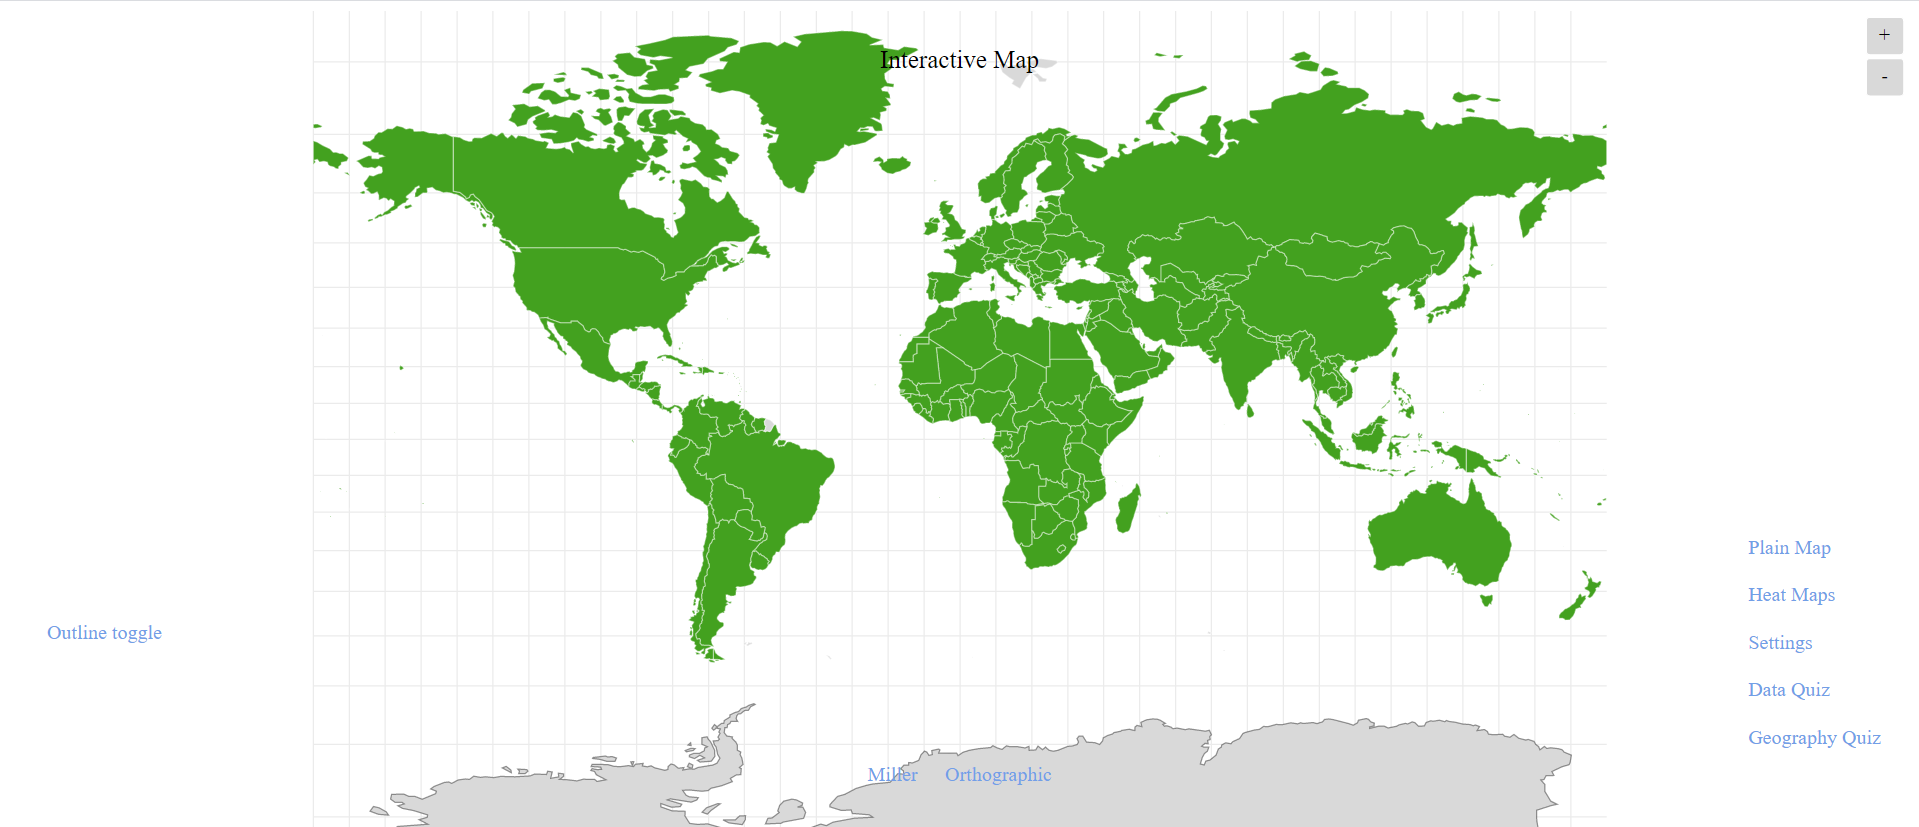 Interactive Map
+
-
Plain Map
Heat Maps
Outline toggle
Settings
Data Quiz
Geography Quiz
Miller Orthographic